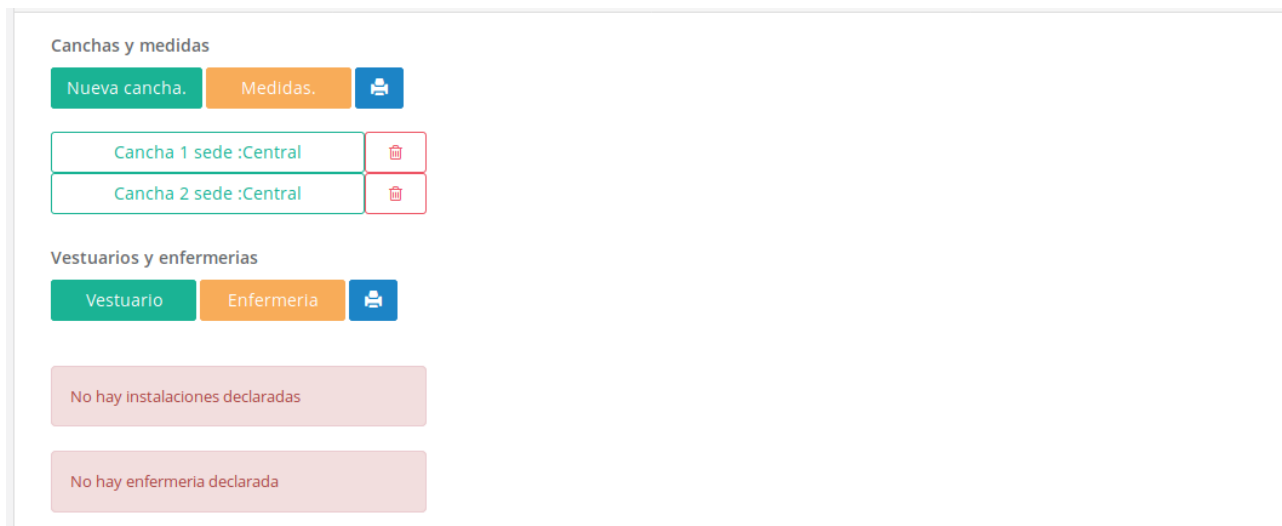 Canchas y medidas
Nueva cancha. Medidas.
Cancha 1 sede :Central
Cancha 2 sede :Central
Vestuarios y enfermerias
Vestuario Enfermeria
No hay instalaciones declaradas
No hay enfermeria declarada